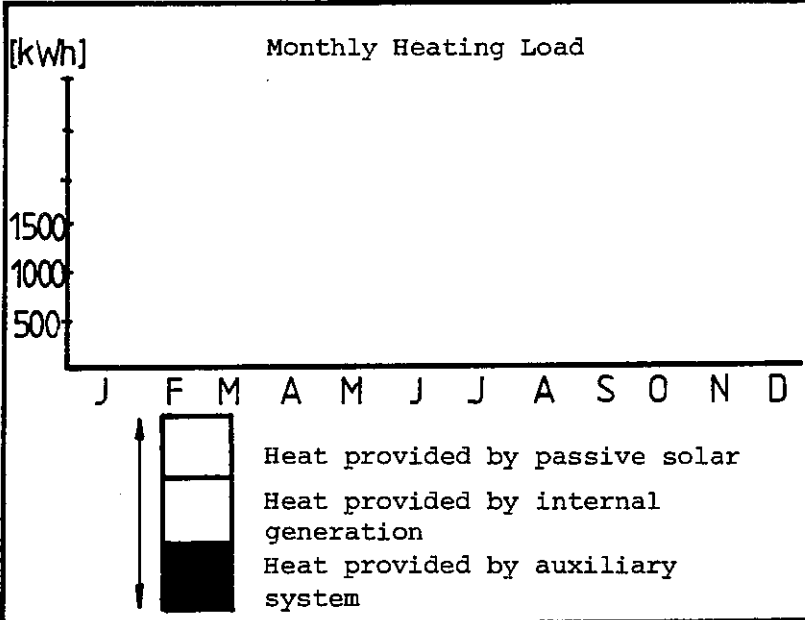 [kWh]
Monthly Heating Load
1500
1000
500
J F M A M J J A S O N D
Heat provided by passive solar
Heat provided by internal
generation
Heat provided by auxiliary
system